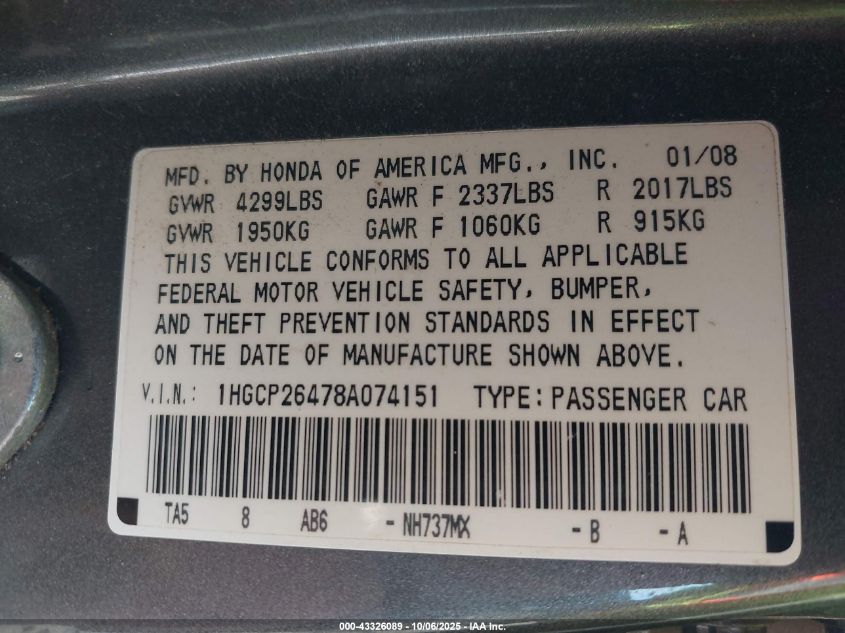 MFD. BY HONDA OF AMERICA MFG., INC. 01/08
GVWR 4299LBS GAWR F 2337LBS R 2017LBS
GVWR 1950KG GAWR F 1060KG R 915KG
THIS VEHICLE CONFORMS TO ALL APPLICABLE
FEDERAL MOTOR VEHICLE SAFETY, BUMPER,
AND THEFT PREVENTION STANDARDS IN EFFECT
ON THE DATE OF MANUFACTURE SHOWN ABOVE.
V.I.N.: 1HGCP26478A074151 TYPE: PASSENGER CAR
TA5 8 AB6 - NH737MX - B - A
000-43326089 - 10/06/2025 - IAA Inc.